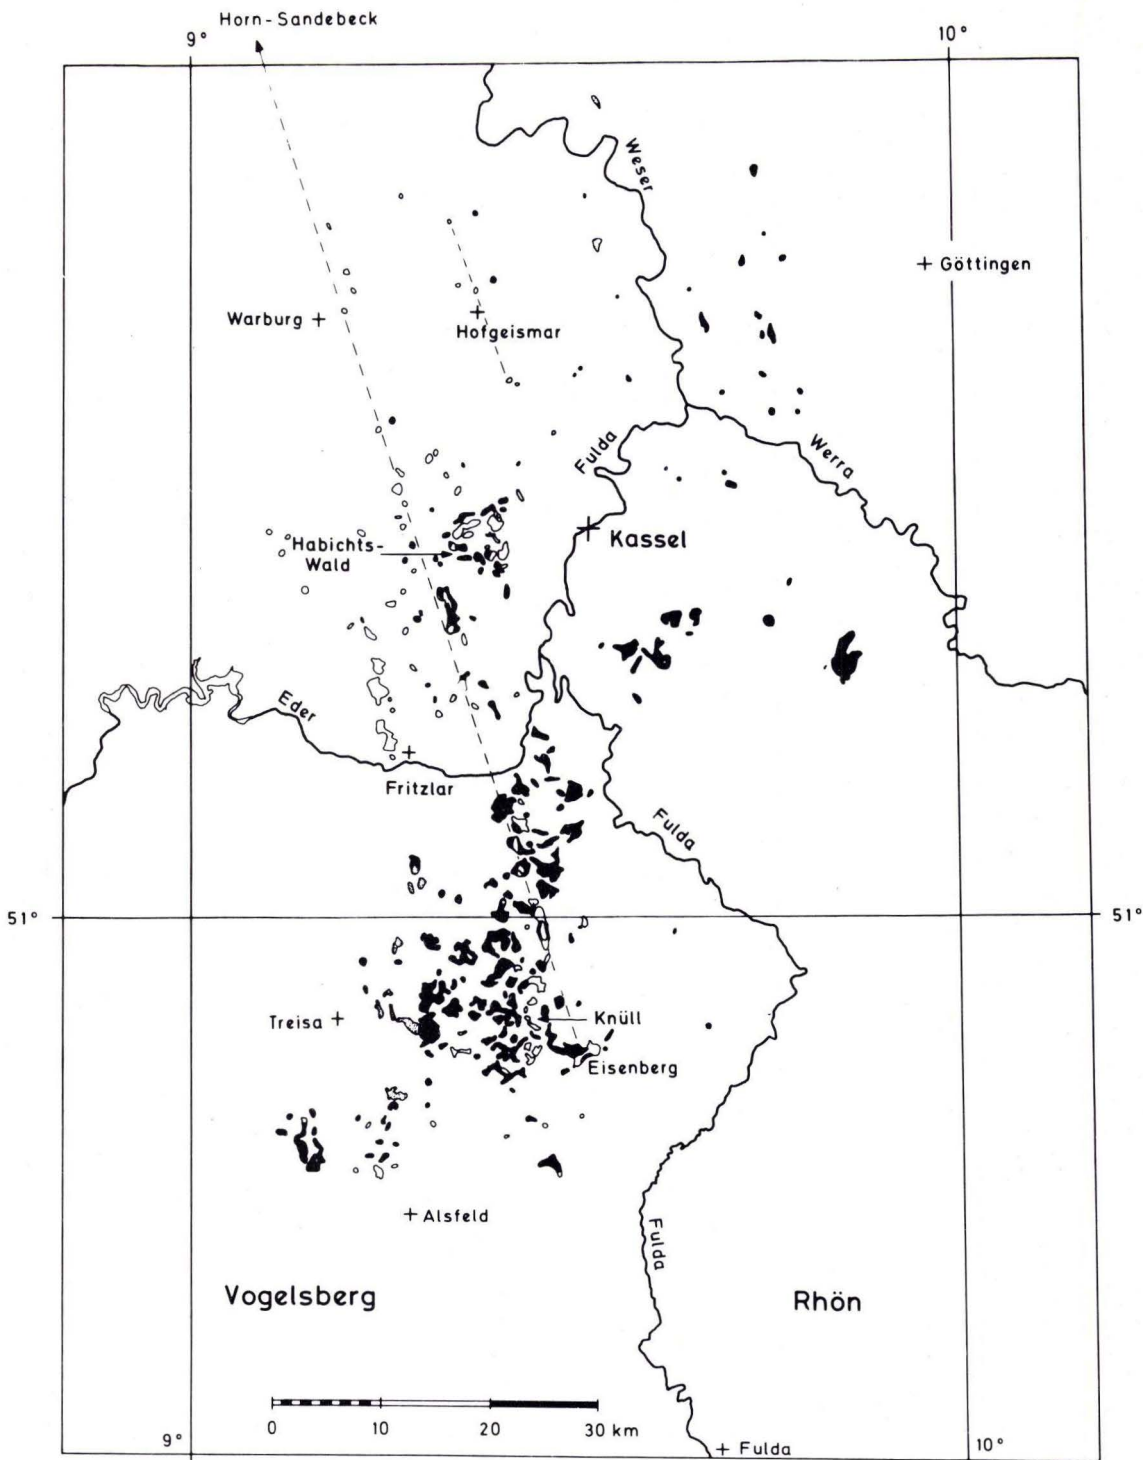 Horn-Sandebeck
9°
10°
Weser
Göttingen
Warburg
Hofgeismar
Fulda
Werra
Kassel
Habichts-
Wald
Eder
Fritzlar
Fulda
51°
51°
Treisa
Knüll
Eisenberg
Alsfeld
Fulda
Vogelsberg
Rhön
0 10 20 30 km
9°
10°
Fulda